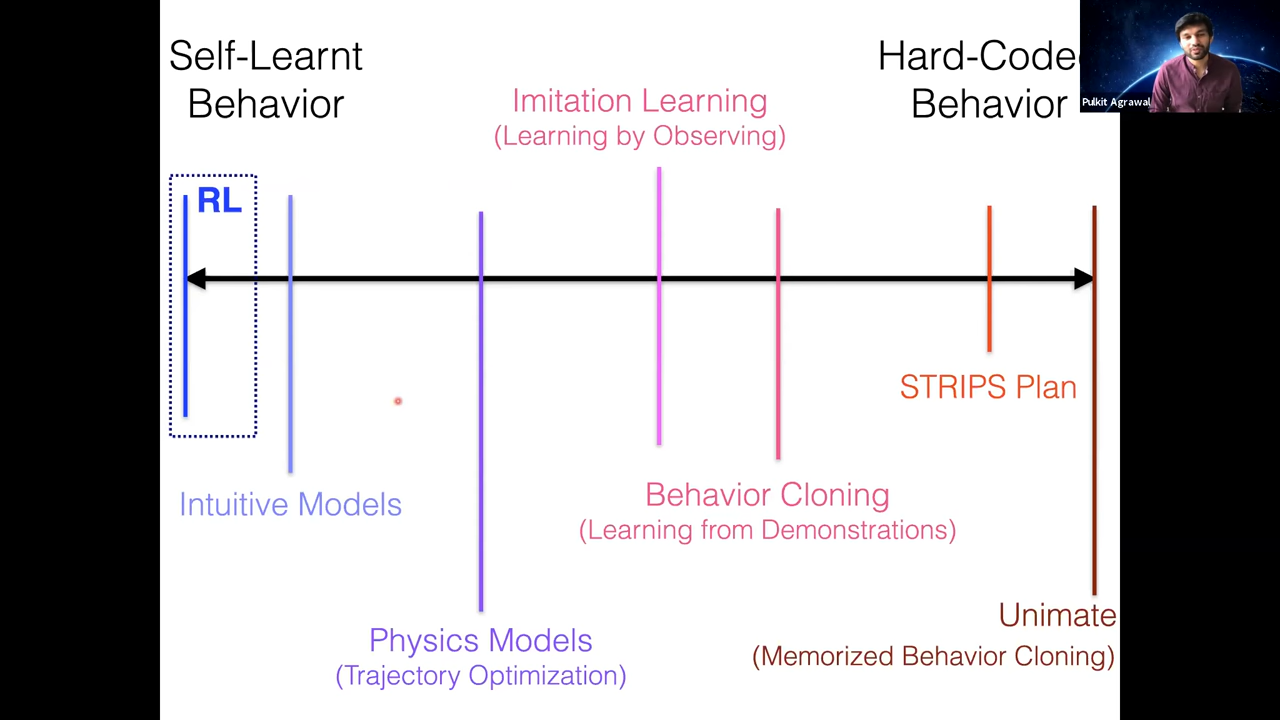 Self-Learnt
Behavior
Hard-Code
Behavior
Pulkit Agrawal
Imitation Learning
(Learning by Observing)
RL
STRIPS Plan
Intuitive Models
Behavior Cloning
(Learning from Demonstrations)
Unimate
(Memorized Behavior Cloning)
Physics Models
(Trajectory Optimization)